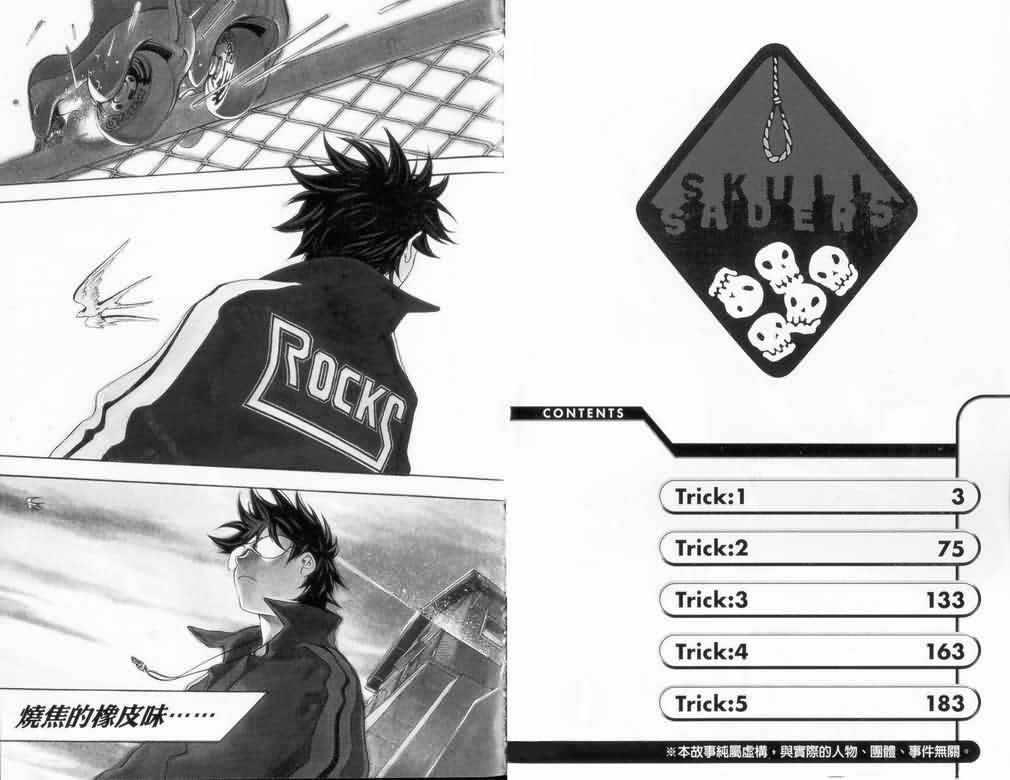 ROCKS
燒焦的橡皮味……
SKULL
SADERS
CONTENTS
Trick:1 3
Trick:2 75
Trick:3 133
Trick:4 163
Trick:5 183
※本故事純屬虛構，與實際的人物、團體、事件無關。